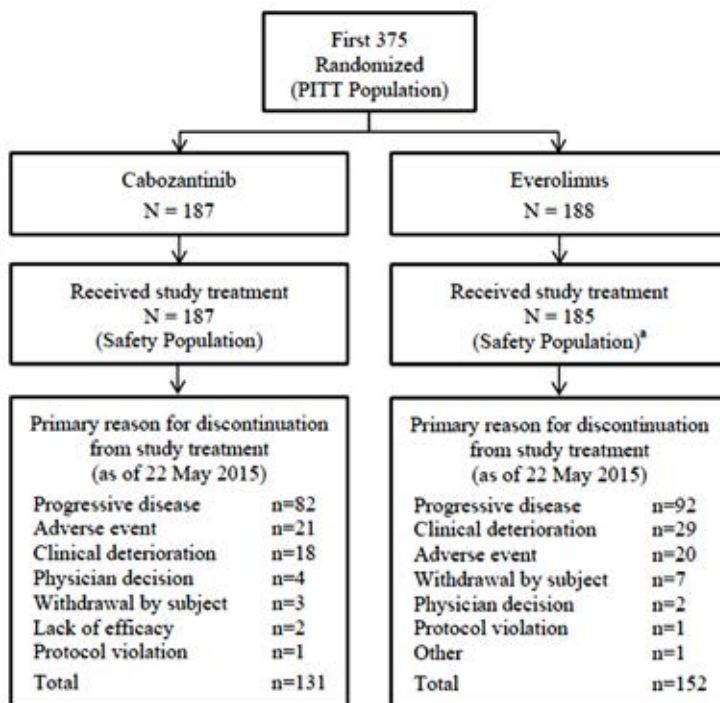 First 375
Randomized
(PITT Population)
Cabozantinib
N = 187
Everolimus
N = 188
Received study treatment
N = 187
(Safety Population)
Received study treatment
N = 185
(Safety Population)a
Primary reason for discontinuation
from study treatment
(as of 22 May 2015)
Progressive disease n=82
Adverse event n=21
Clinical deterioration n=18
Physician decision n=4
Withdrawal by subject n=3
Lack of efficacy n=2
Protocol violation n=1
Total n=131
Primary reason for discontinuation
from study treatment
(as of 22 May 2015)
Progressive disease n=92
Clinical deterioration n=29
Adverse event n=20
Withdrawal by subject n=7
Physician decision n=2
Protocol violation n=1
Other n=1
Total n=152